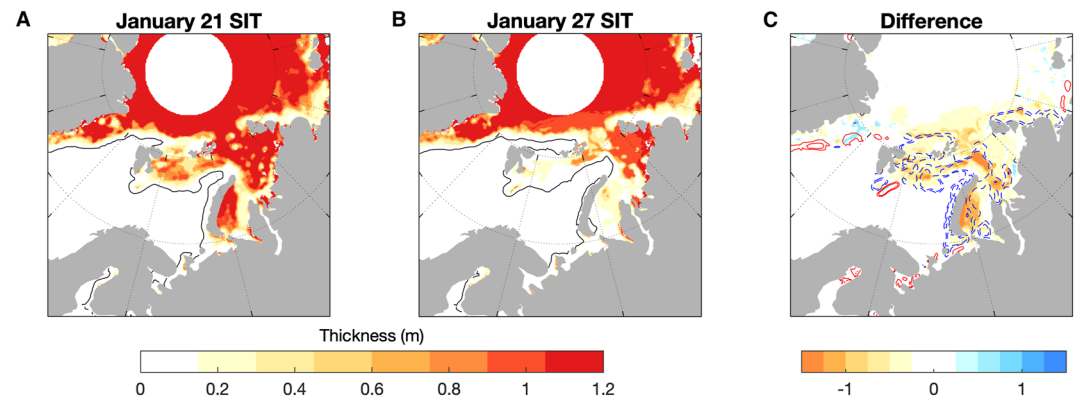 A January 21 SIT
B January 27 SIT
C Difference
Thickness (m)
0 0.2 0.4 0.6 0.8 1 1.2
-1 0 1